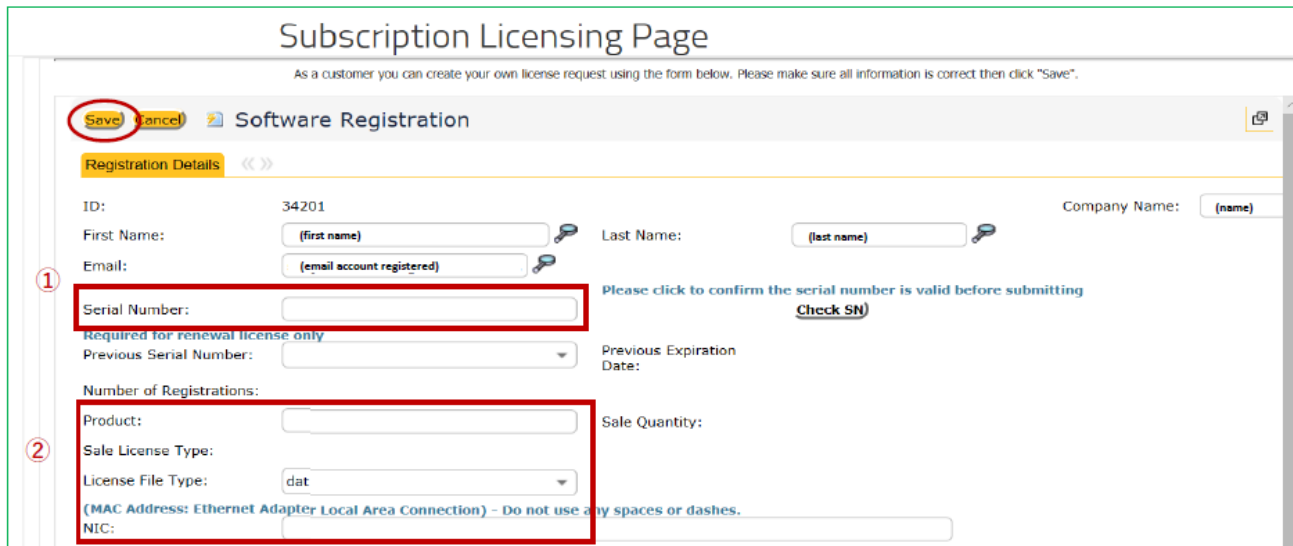 Subscription Licensing Page
As a customer you can create your own license request using the form below. Please make sure all information is correct then click "Save".
Save Cancel Software Registration
Registration Details
ID: 34201 Company Name: (name)
First Name: (first name) Last Name: (last name)
Email: (email account registered)
①
Please click to confirm the serial number is valid before submitting
Serial Number: Check SN
Required for renewal license only
Previous Serial Number: Previous Expiration
Date:
Number of Registrations:
Product: Sale Quantity:
②
Sale License Type:
License File Type: dat
(MAC Address: Ethernet Adapter Local Area Connection) - Do not use any spaces or dashes.
NIC: